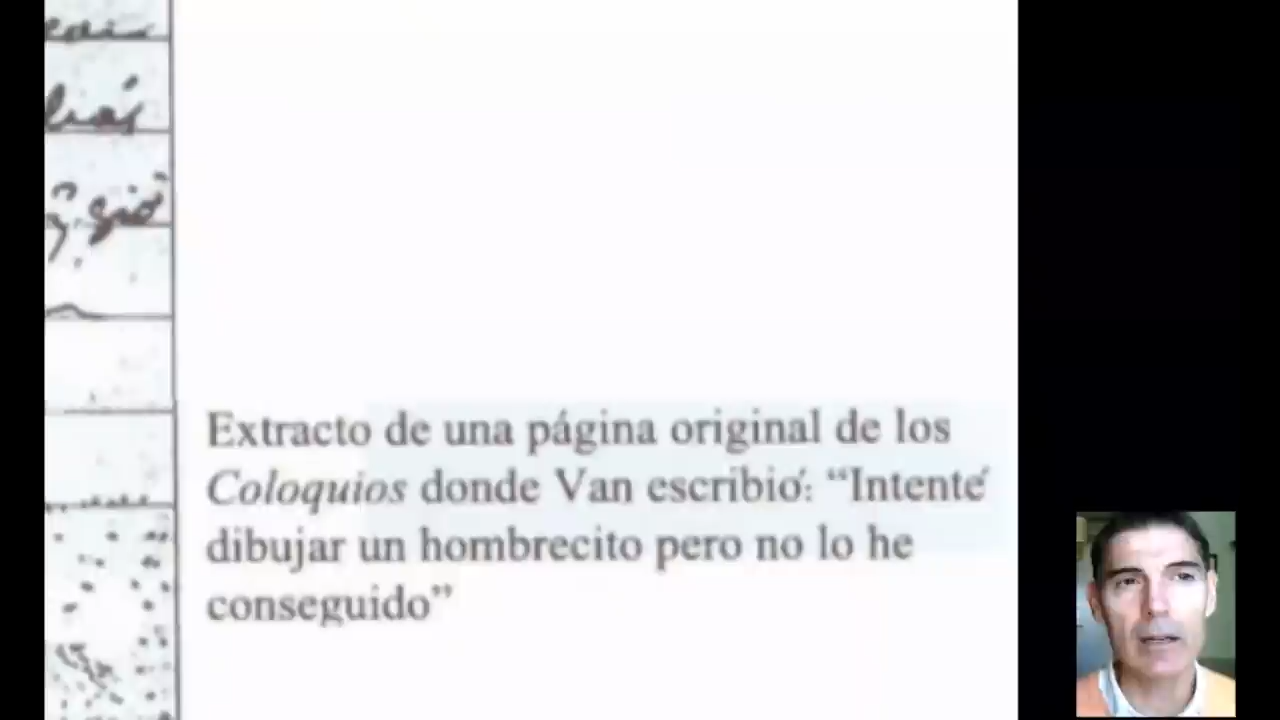 giờ
Extracto de una página original de los
Coloquios donde Van escribió: “Intenté
dibujar un hombrecito pero no lo he
conseguido”